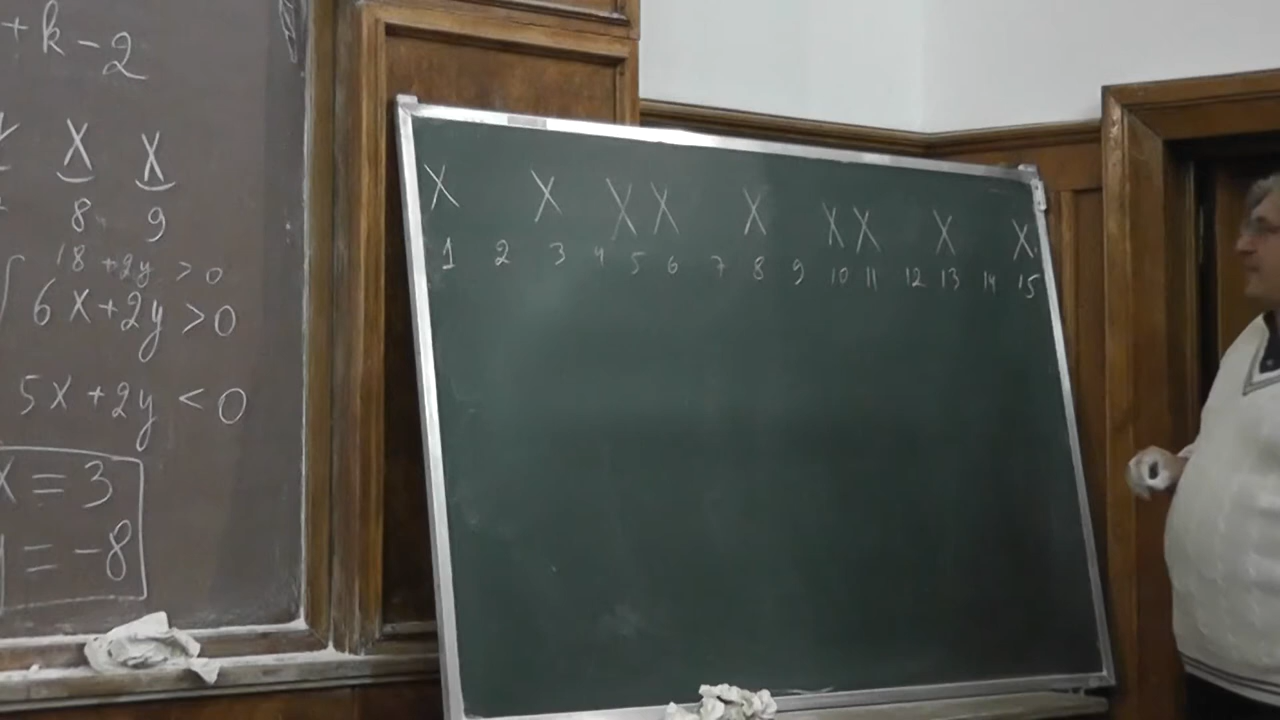 + k - 2
X X
8 9
18 + 2y > 0
6x + 2y > 0
5x + 2y < 0
x = 3
= -8
X X X X X X X X X
1 2 3 4 5 6 7 8 9 10 11 12 13 14 15